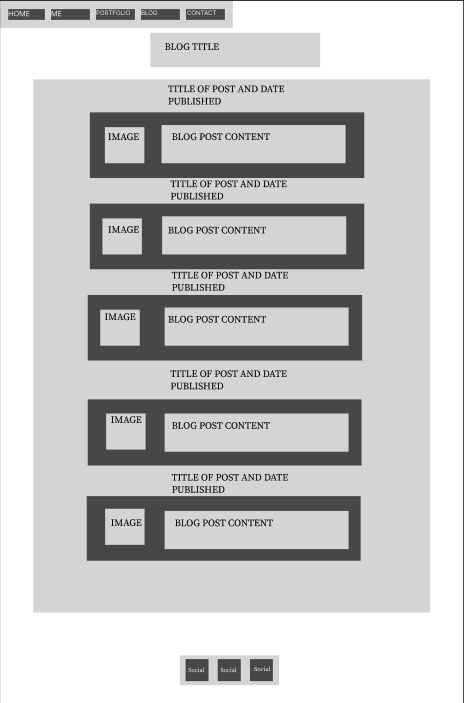 HOME ME PORTFOLIO BLOG CONTACT
BLOG TITLE
TITLE OF POST AND DATE
PUBLISHED
IMAGE BLOG POST CONTENT
TITLE OF POST AND DATE
PUBLISHED
IMAGE BLOG POST CONTENT
TITLE OF POST AND DATE
PUBLISHED
IMAGE BLOG POST CONTENT
TITLE OF POST AND DATE
PUBLISHED
IMAGE BLOG POST CONTENT
TITLE OF POST AND DATE
PUBLISHED
IMAGE BLOG POST CONTENT
Social Social Social